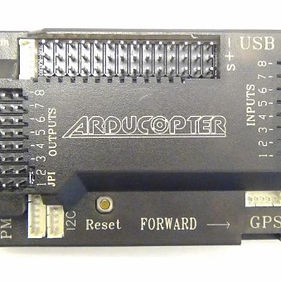 USB
S + −
1 2 3 4 5 6 7 8
OUTPUTS
JP1
ARDUCOPTER
INPUTS
1 2 3 4 5 6 7 8
PM
I2C
Reset
FORWARD →
GPS